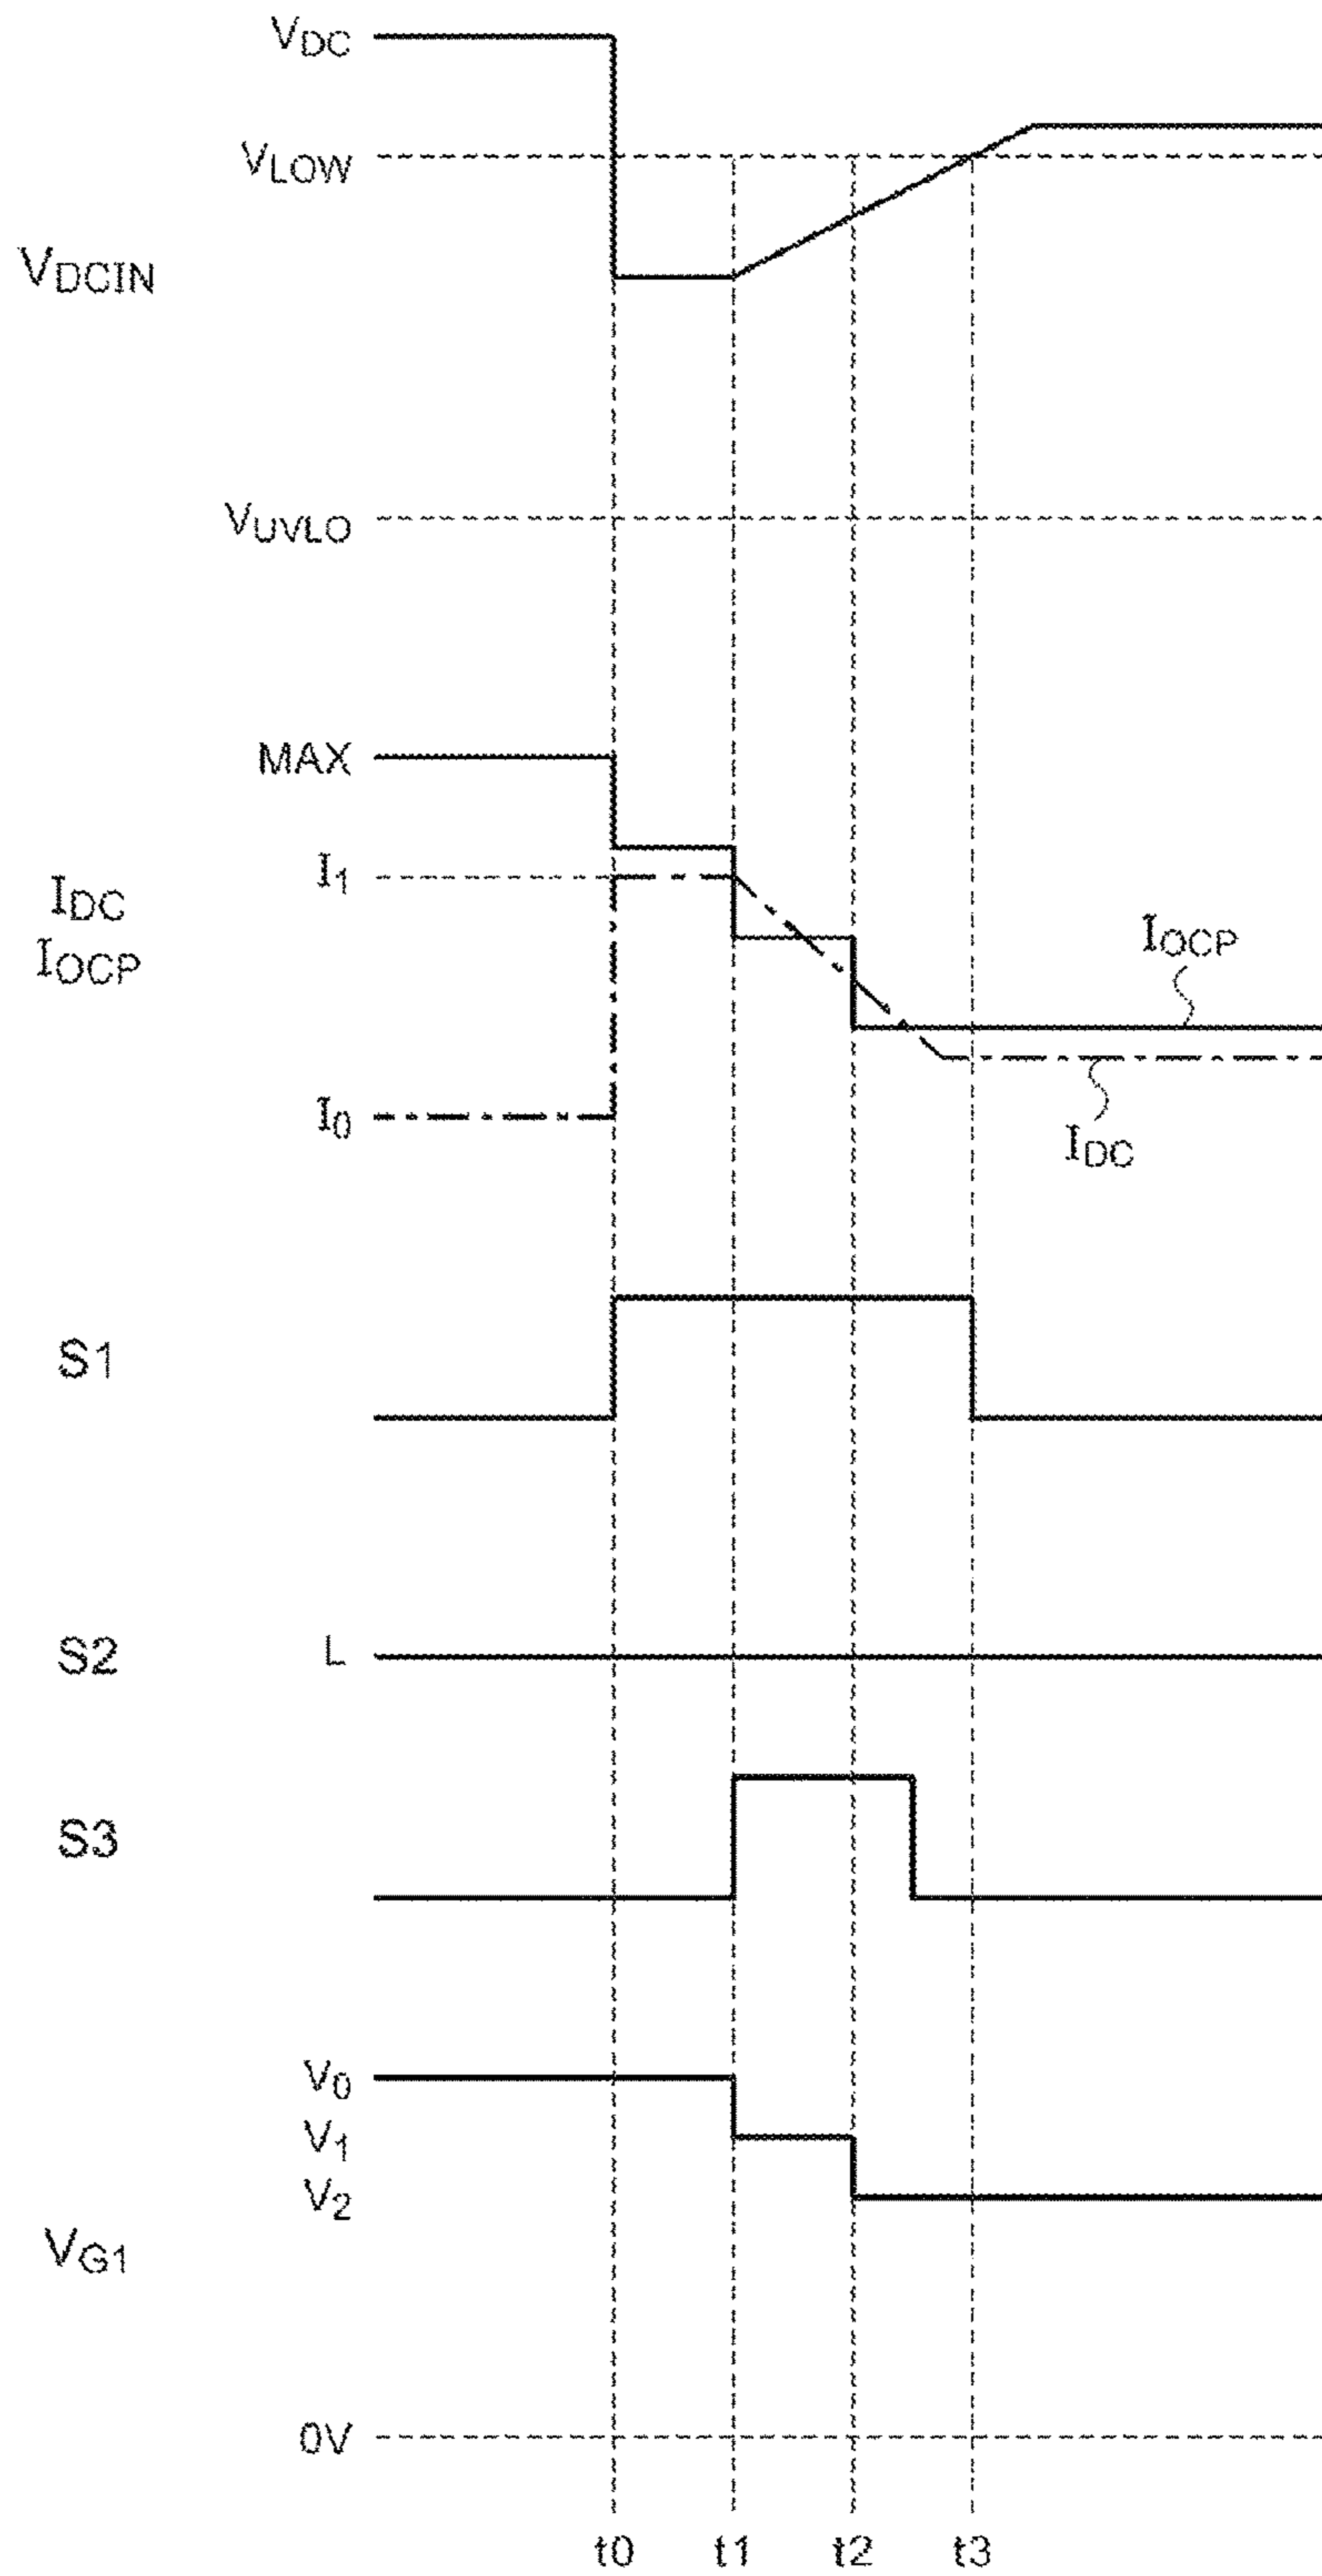 VDC
VLOW
VDCIN
VUVLO
MAX
I1
IDC
IOCP
IOCP
I0
IDC
S1
S2 L
S3
V0
V1
V2
VG1
0V
t0 t1 t2 t3